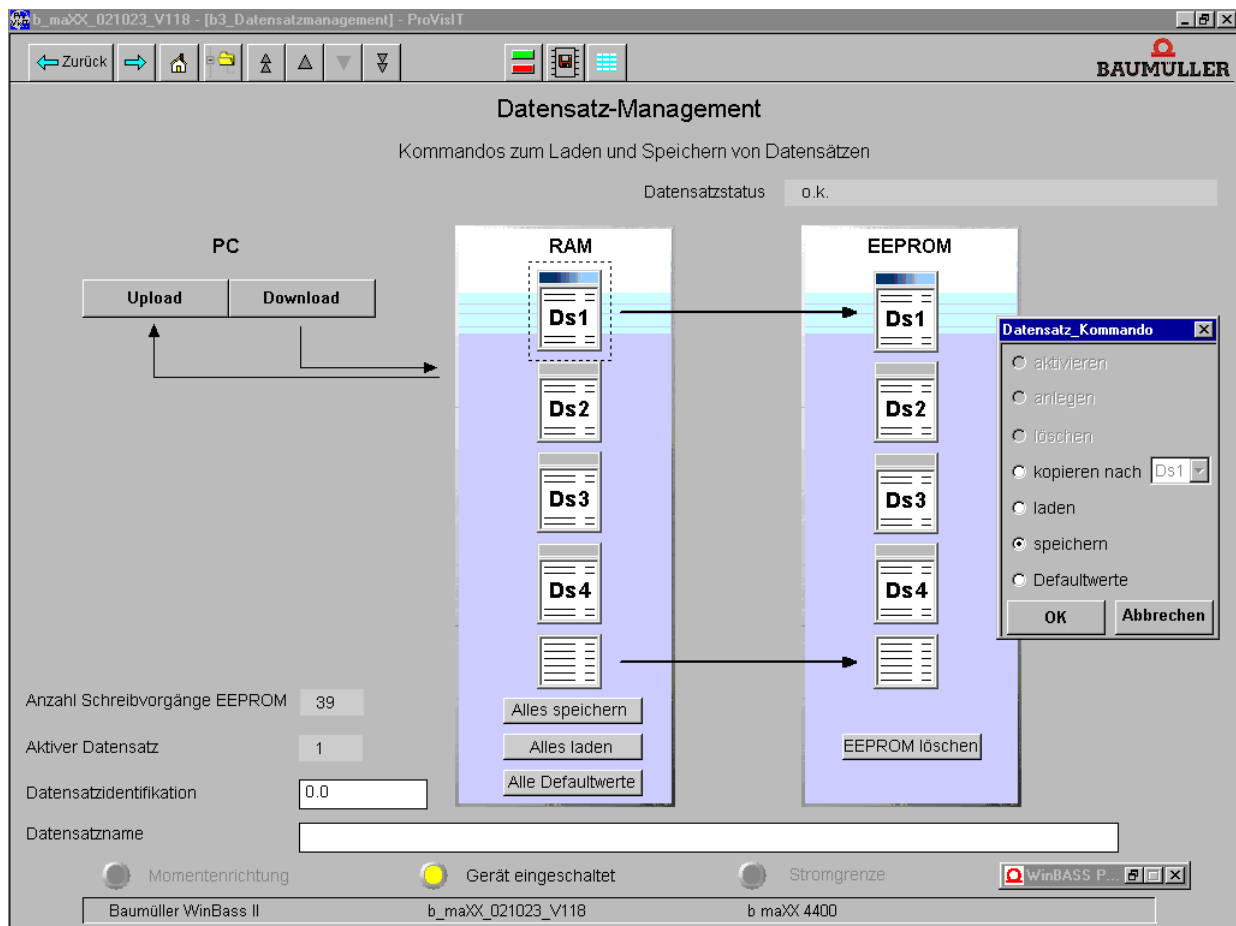 b_maXX_021023_V118 - [b3_Datensatzmanagement] - ProVisIT
Zurück
BAUMÜLLER
Datensatz-Management
Kommandos zum Laden und Speichern von Datensätzen
Datensatzstatus o.k.
PC RAM EEPROM
Upload Download
Ds1 Ds1
Ds2 Ds2
Ds3 Ds3
Ds4 Ds4
Datensatz_Kommando
aktivieren
anlegen
löschen
kopieren nach Ds1
laden
speichern
Defaultwerte
OK Abbrechen
Anzahl Schreibvorgänge EEPROM 39
Alles speichern
Aktiver Datensatz 1
Alles laden
EEPROM löschen
Alle Defaultwerte
Datensatzidentifikation 0.0
Datensatzname
Momentenrichtung Gerät eingeschaltet Stromgrenze
WinBASS P...
Baumüller WinBass II b_maXX_021023_V118 b maXX 4400